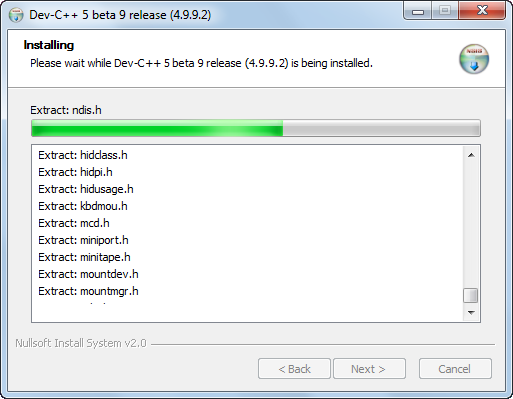 Dev-C++ 5 beta 9 release (4.9.9.2)
Installing
Please wait while Dev-C++ 5 beta 9 release (4.9.9.2) is being installed.
Extract: ndis.h
Extract: hidclass.h
Extract: hidpi.h
Extract: hidusage.h
Extract: kbdmou.h
Extract: mcd.h
Extract: miniport.h
Extract: minitape.h
Extract: mountdev.h
Extract: mountmgr.h
Nullsoft Install System v2.0
< Back
Next >
Cancel